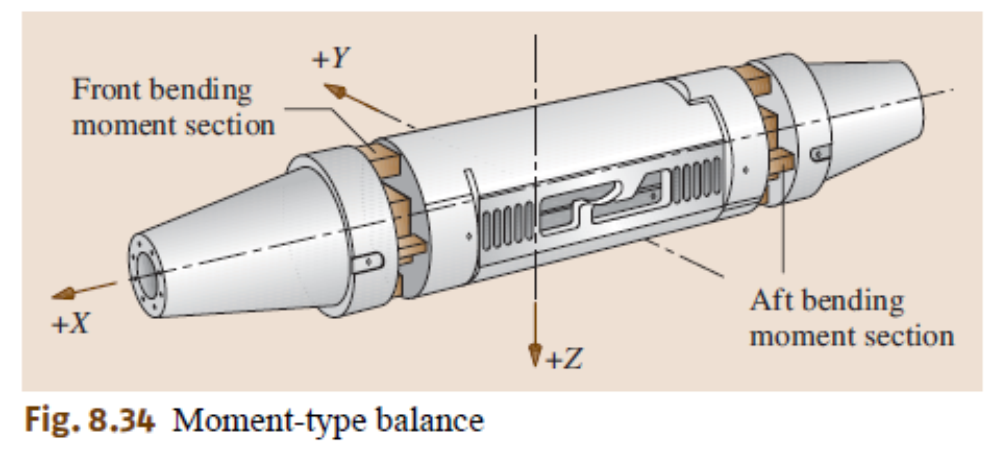 +Y
Front bending
moment section
+X
+Z
Aft bending
moment section
Fig. 8.34 Moment-type balance